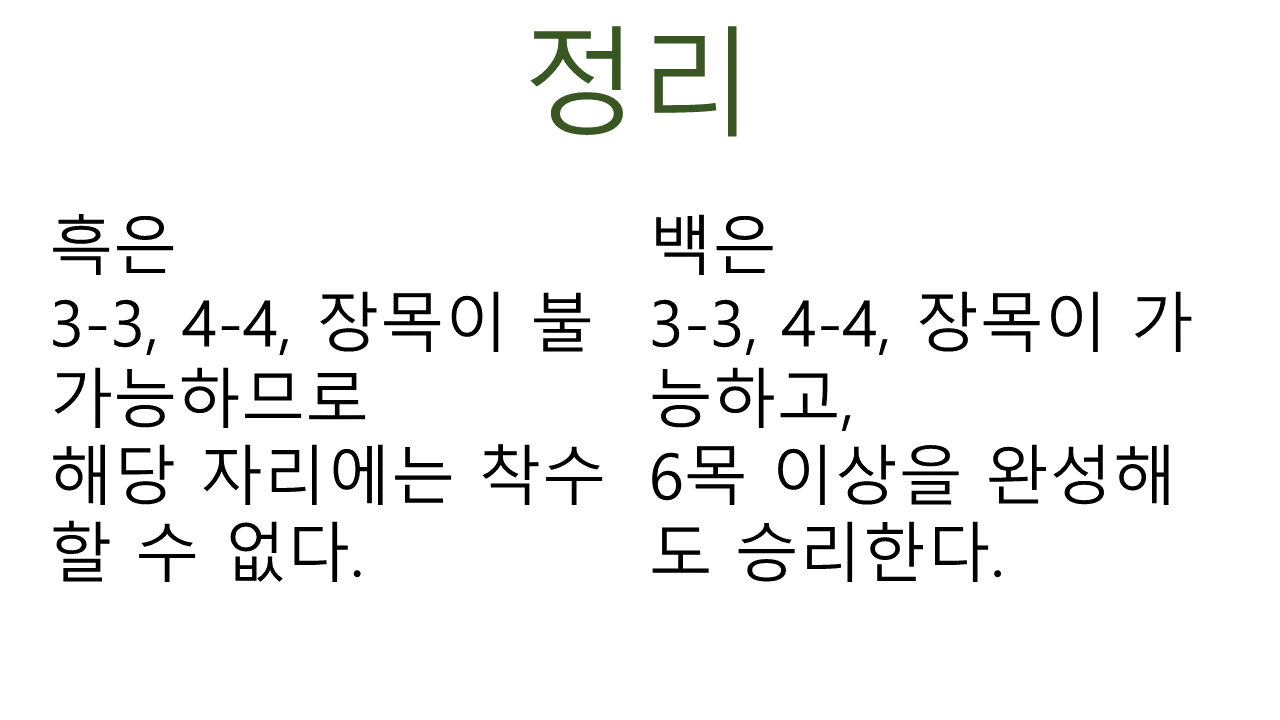 정리
흑은
3-3, 4-4, 장목이 불
가능하므로
해당 자리에는 착수
할 수 없다.
백은
3-3, 4-4, 장목이 가
능하고,
6목 이상을 완성해
도 승리한다.